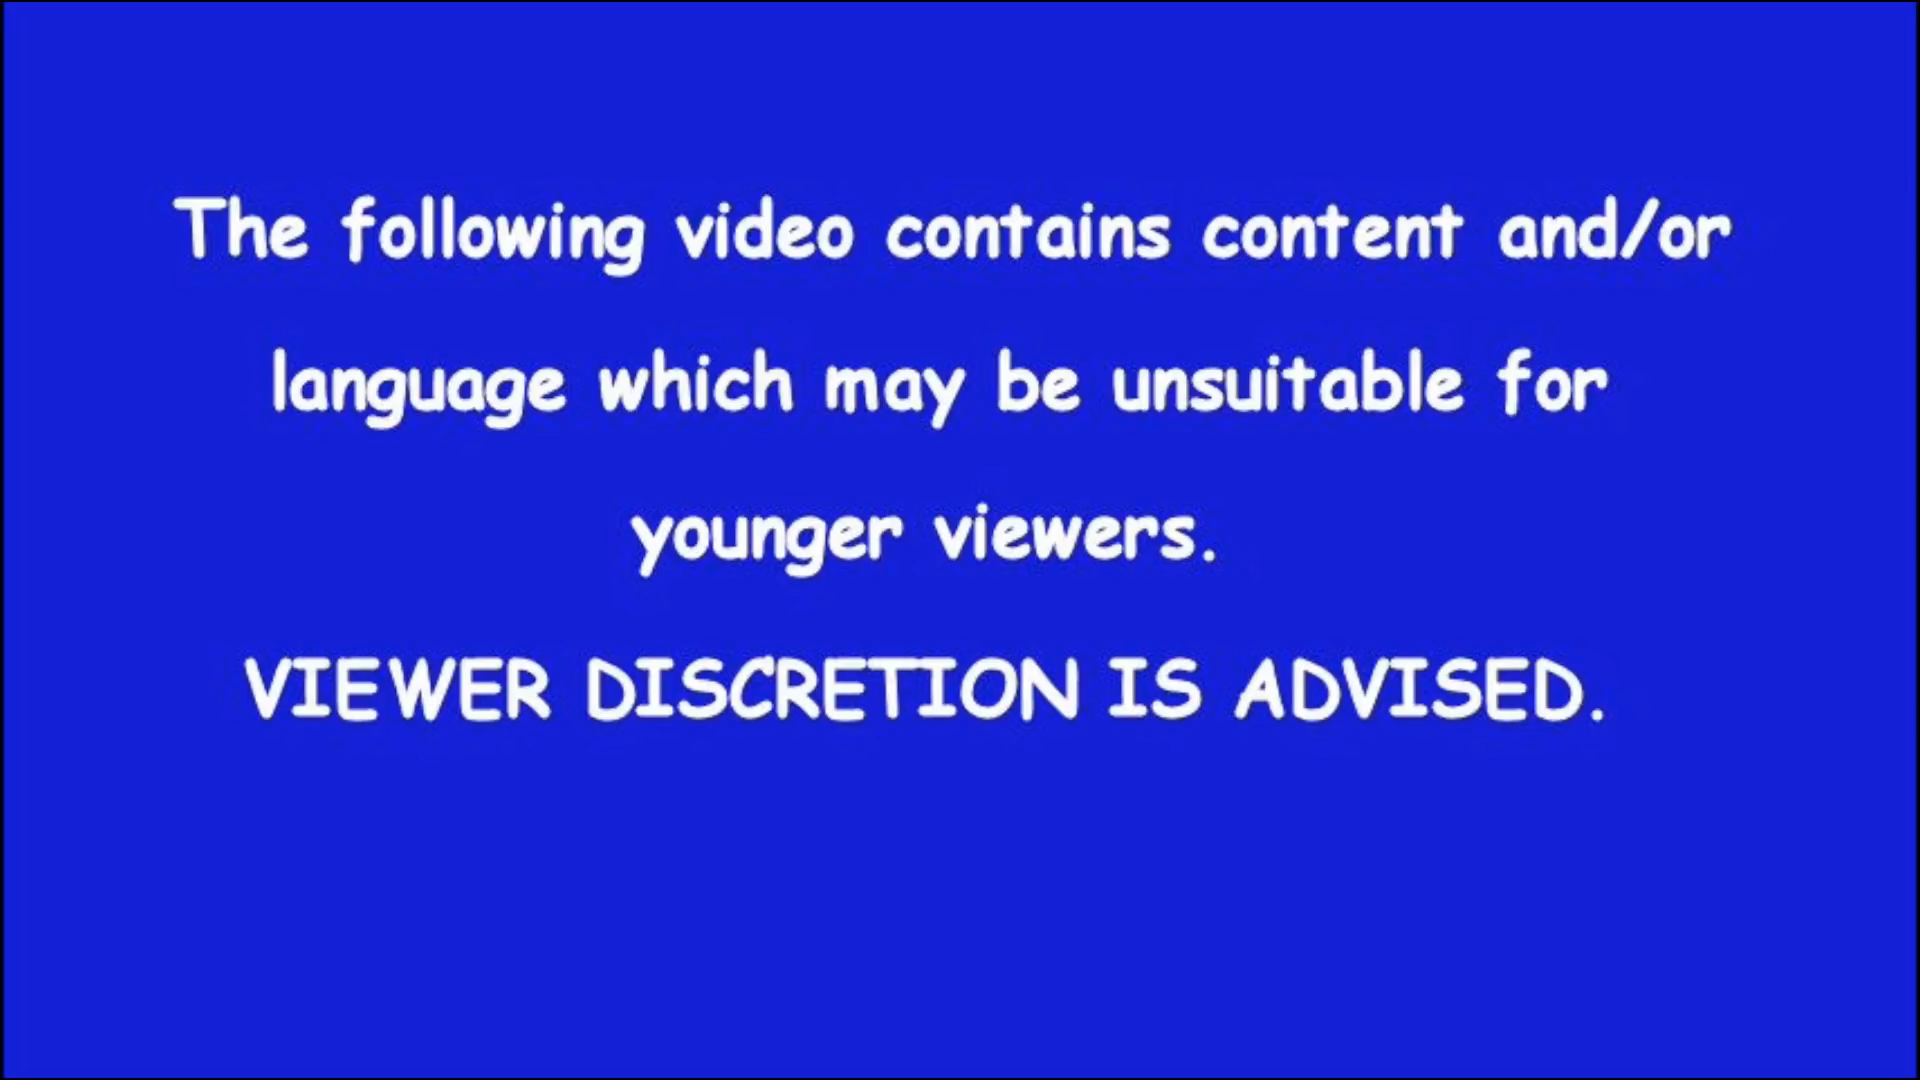 The following video contains content and/or
language which may be unsuitable for
younger viewers.
VIEWER DISCRETION IS ADVISED.